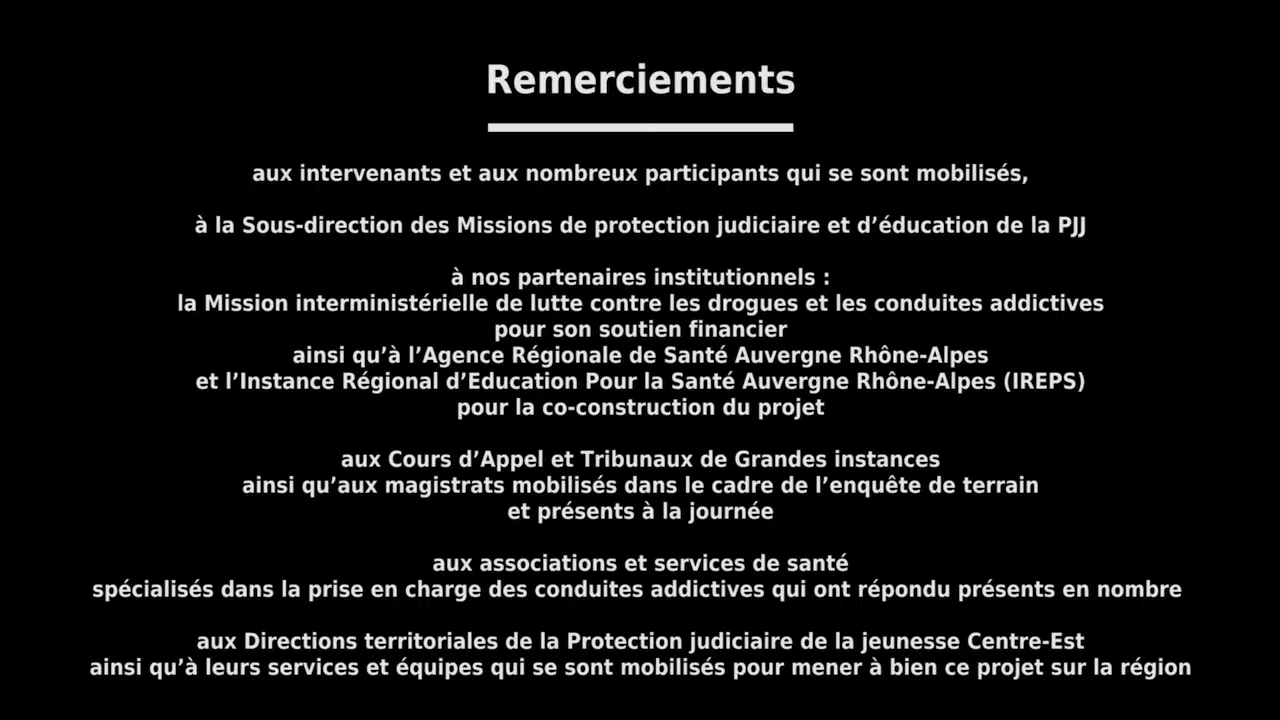 Remerciements
aux intervenants et aux nombreux participants qui se sont mobilisés,
à la Sous-direction des Missions de protection judiciaire et d’éducation de la PJJ
à nos partenaires institutionnels :
la Mission interministérielle de lutte contre les drogues et les conduites addictives
pour son soutien financier
ainsi qu’à l’Agence Régionale de Santé Auvergne Rhône-Alpes
et l’Instance Régional d’Education Pour la Santé Auvergne Rhône-Alpes (IREPS)
pour la co-construction du projet
aux Cours d’Appel et Tribunaux de Grandes instances
ainsi qu’aux magistrats mobilisés dans le cadre de l’enquête de terrain
et présents à la journée
aux associations et services de santé
spécialisés dans la prise en charge des conduites addictives qui ont répondu présents en nombre
aux Directions territoriales de la Protection judiciaire de la jeunesse Centre-Est
ainsi qu’à leurs services et équipes qui se sont mobilisés pour mener à bien ce projet sur la région